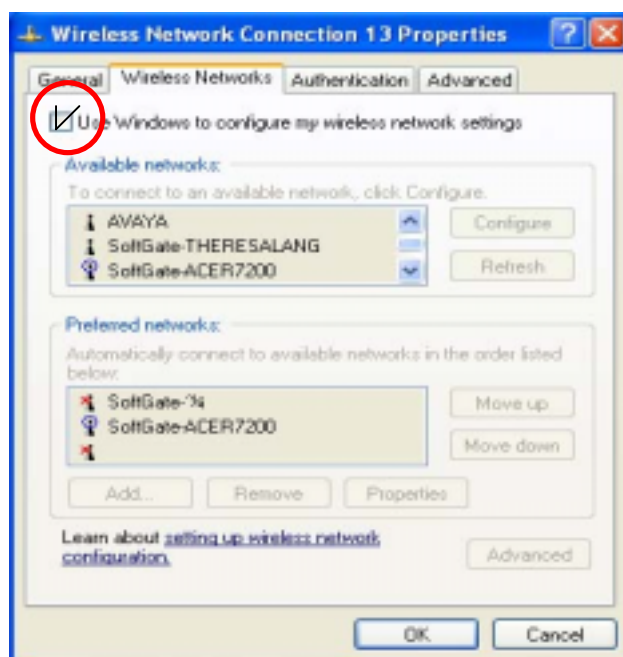 Wireless Network Connection 13 Properties
General Wireless Networks Authentication Advanced
Use Windows to configure my wireless network settings
Available networks:
To connect to an available network, click Configure.
AVAYA
SoftGate-THERESALANG
SoftGate-ACER7200
Configure
Refresh
Preferred networks:
Automatically connect to available networks in the order listed
below:
SoftGate-¾
SoftGate-ACER7200
Move up
Move down
Add... Remove Properties
Learn about setting up wireless network
configuration.
Advanced
OK Cancel